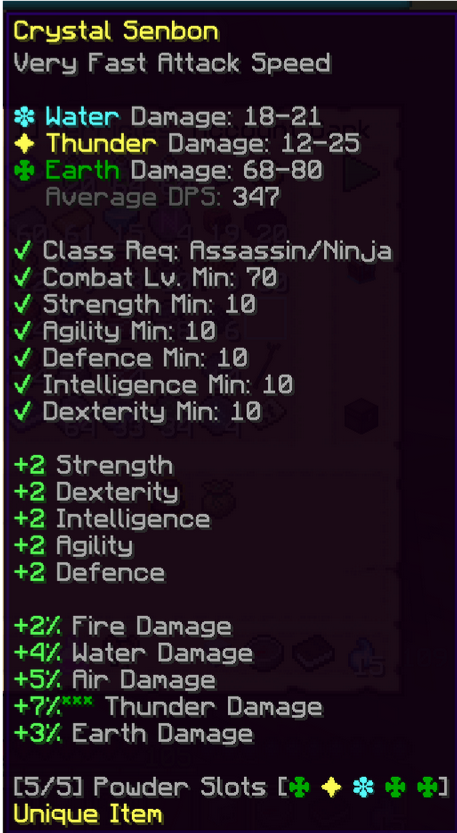 Crystal Senbon
Very Fast Attack Speed
❄ Water Damage: 18-21
✦ Thunder Damage: 12-25
✤ Earth Damage: 68-80
Average DPS: 347
✓ Class Req: Assassin/Ninja
✓ Combat Lv. Min: 70
✓ Strength Min: 10
✓ Agility Min: 10
✓ Defence Min: 10
✓ Intelligence Min: 10
✓ Dexterity Min: 10
+2 Strength
+2 Dexterity
+2 Intelligence
+2 Agility
+2 Defence
+2% Fire Damage
+4% Water Damage
+5% Air Damage
+7%*** Thunder Damage
+3% Earth Damage
[5/5] Powder Slots [✤ ✦ ❄ ✤ ✤]
Unique Item